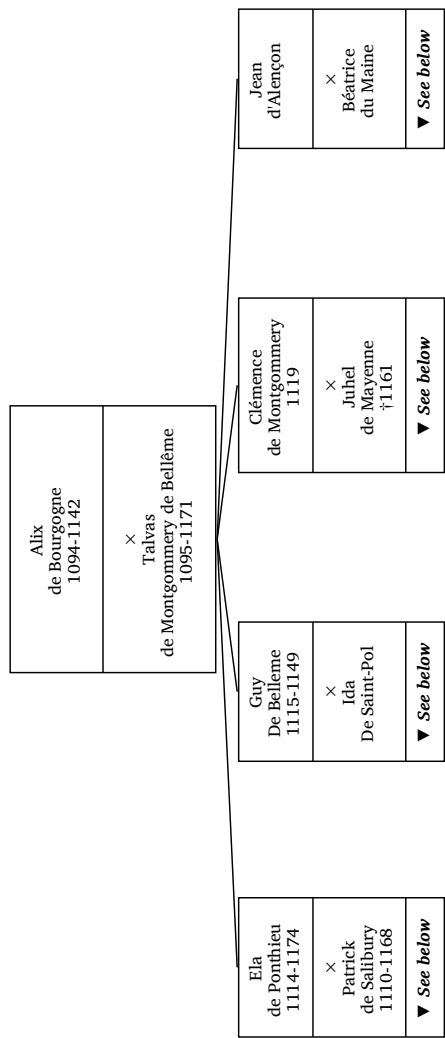 Alix
de Bourgogne
1094-1142
×
Talvas
de Montgommery de Bellême
1095-1171
Ela
de Ponthieu
1114-1174
×
Patrick
de Salibury
1110-1168
▼ See below
Guy
De Belleme
1115-1149
×
Ida
De Saint-Pol
▼ See below
Clémence
de Montgommery
1119
×
Juhel
de Mayenne
†1161
▼ See below
Jean
d'Alençon
×
Béatrice
du Maine
▼ See below